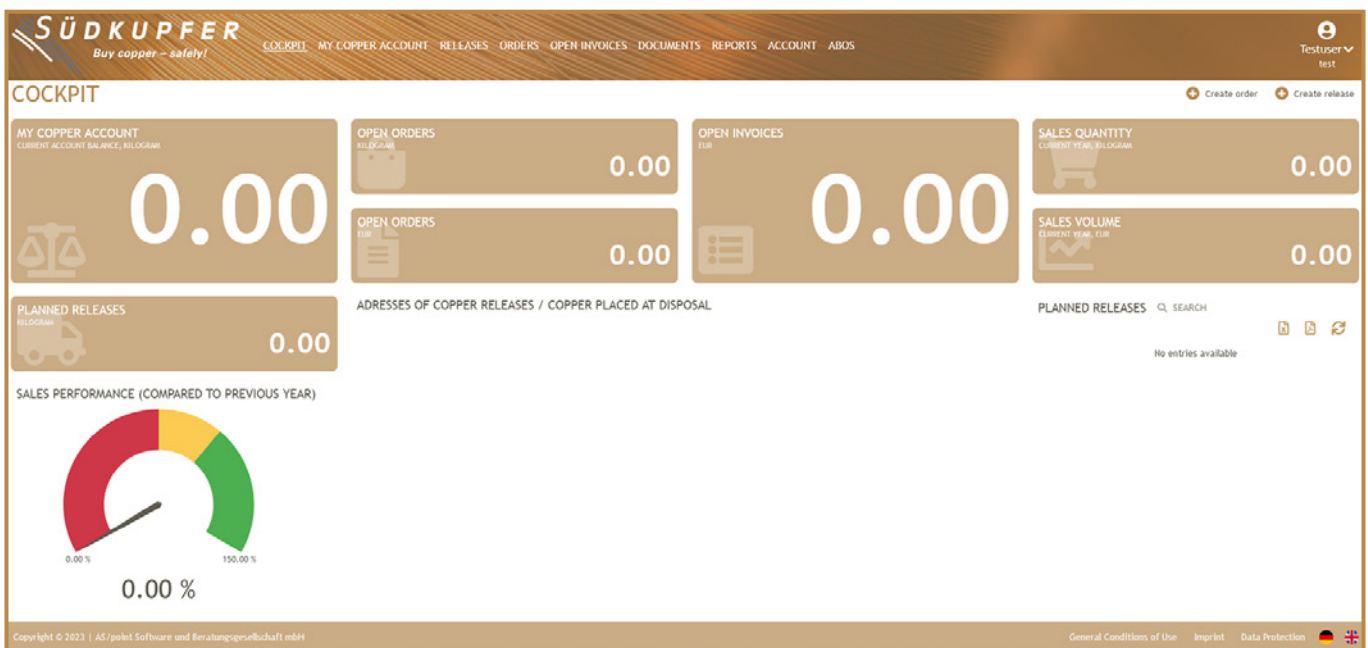 SÜDKUPFER
Buy copper – safely!
COCKPIT MY COPPER ACCOUNT RELEASES ORDERS OPEN INVOICES DOCUMENTS REPORTS ACCOUNT ABOS
Testuser
test
COCKPIT
Create order Create release
MY COPPER ACCOUNT
CURRENT ACCOUNT BALANCE, KILOGRAM
0.00
OPEN ORDERS
KILOGRAM
0.00
OPEN ORDERS
EUR
0.00
OPEN INVOICES
EUR
0.00
SALES QUANTITY
CURRENT YEAR, KILOGRAM
0.00
SALES VOLUME
CURRENT YEAR, EUR
0.00
PLANNED RELEASES
KILOGRAM
0.00
ADRESSES OF COPPER RELEASES / COPPER PLACED AT DISPOSAL
PLANNED RELEASES SEARCH
No entries available
SALES PERFORMANCE (COMPARED TO PREVIOUS YEAR)
0.00 % 150.00 %
0.00 %
Copyright © 2023 | AS/point Software und Beratungsgesellschaft mbH
General Conditions of Use Imprint Data Protection